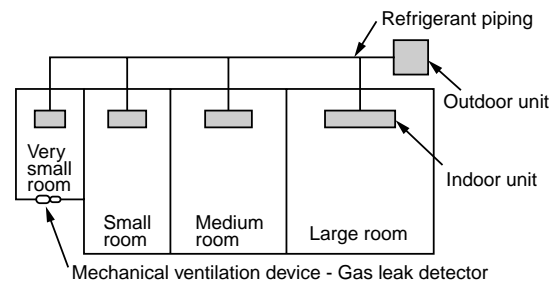 Refrigerant piping
Outdoor unit
Indoor unit
Very
small
room
Small
room
Medium
room
Large room
Mechanical ventilation device - Gas leak detector